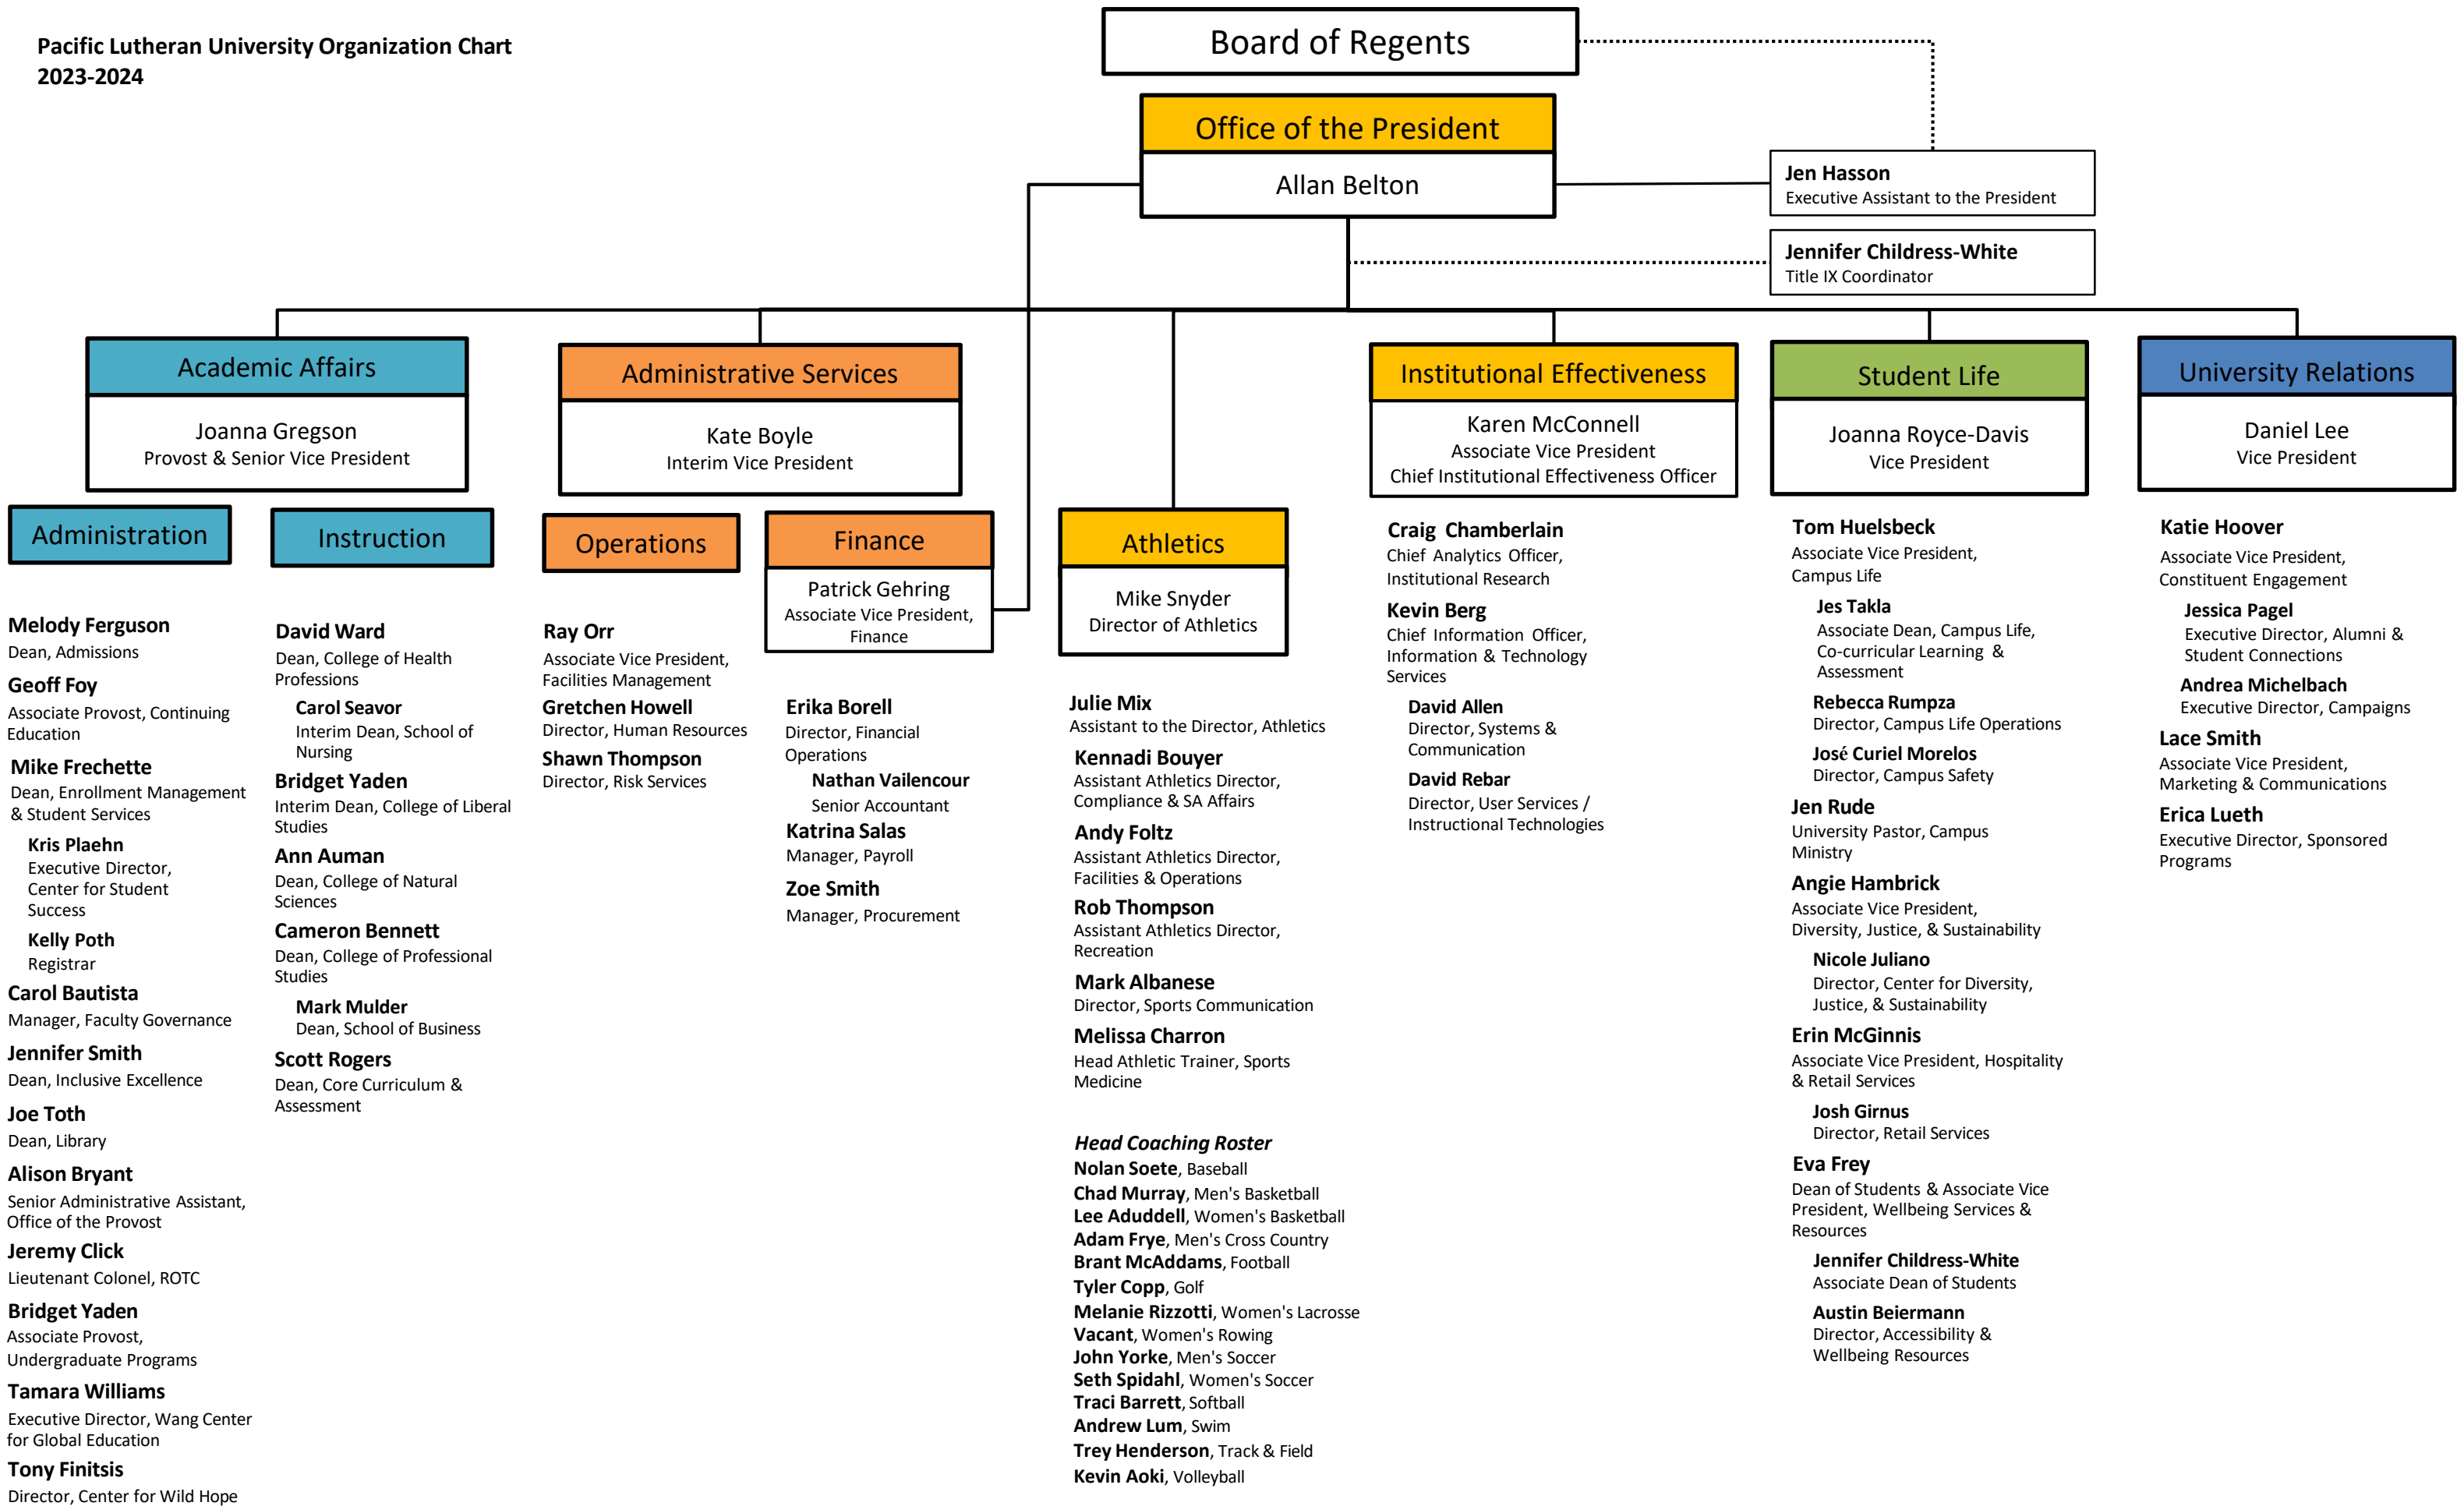 Pacific Lutheran University Organization Chart
2023-2024
Board of Regents
Office of the President
Allan Belton
Jen Hasson
Executive Assistant to the President
Jennifer Childress-White
Title IX Coordinator
Academic Affairs
Joanna Gregson
Provost & Senior Vice President
Administration
Melody Ferguson
Dean, Admissions
Geoff Foy
Associate Provost, Continuing
Education
Mike Frechette
Dean, Enrollment Management
& Student Services
Kris Plaehn
Executive Director,
Center for Student
Success
Kelly Poth
Registrar
Carol Bautista
Manager, Faculty Governance
Jennifer Smith
Dean, Inclusive Excellence
Joe Toth
Dean, Library
Alison Bryant
Senior Administrative Assistant,
Office of the Provost
Jeremy Click
Lieutenant Colonel, ROTC
Bridget Yaden
Associate Provost,
Undergraduate Programs
Tamara Williams
Executive Director, Wang Center
for Global Education
Tony Finitsis
Director, Center for Wild Hope
Instruction
David Ward
Dean, College of Health
Professions
Carol Seavor
Interim Dean, School of
Nursing
Bridget Yaden
Interim Dean, College of Liberal
Studies
Ann Auman
Dean, College of Natural
Sciences
Cameron Bennett
Dean, College of Professional
Studies
Mark Mulder
Dean, School of Business
Scott Rogers
Dean, Core Curriculum &
Assessment
Administrative Services
Kate Boyle
Interim Vice President
Operations
Ray Orr
Associate Vice President,
Facilities Management
Gretchen Howell
Director, Human Resources
Shawn Thompson
Director, Risk Services
Finance
Patrick Gehring
Associate Vice President,
Finance
Erika Borell
Director, Financial
Operations
Nathan Vailencour
Senior Accountant
Katrina Salas
Manager, Payroll
Zoe Smith
Manager, Procurement
Athletics
Mike Snyder
Director of Athletics
Julie Mix
Assistant to the Director, Athletics
Kennadi Bouyer
Assistant Athletics Director,
Compliance & SA Affairs
Andy Foltz
Assistant Athletics Director,
Facilities & Operations
Rob Thompson
Assistant Athletics Director,
Recreation
Mark Albanese
Director, Sports Communication
Melissa Charron
Head Athletic Trainer, Sports
Medicine
Head Coaching Roster
Nolan Soete, Baseball
Chad Murray, Men's Basketball
Lee Aduddell, Women's Basketball
Adam Frye, Men's Cross Country
Brant McAddams, Football
Tyler Copp, Golf
Melanie Rizzotti, Women's Lacrosse
Vacant, Women's Rowing
John Yorke, Men's Soccer
Seth Spidahl, Women's Soccer
Traci Barrett, Softball
Andrew Lum, Swim
Trey Henderson, Track & Field
Kevin Aoki, Volleyball
Institutional Effectiveness
Karen McConnell
Associate Vice President
Chief Institutional Effectiveness Officer
Craig Chamberlain
Chief Analytics Officer,
Institutional Research
Kevin Berg
Chief Information Officer,
Information & Technology
Services
David Allen
Director, Systems &
Communication
David Rebar
Director, User Services /
Instructional Technologies
Student Life
Joanna Royce-Davis
Vice President
Tom Huelsbeck
Associate Vice President,
Campus Life
Jes Takla
Associate Dean, Campus Life,
Co-curricular Learning &
Assessment
Rebecca Rumpza
Director, Campus Life Operations
José Curiel Morelos
Director, Campus Safety
Jen Rude
University Pastor, Campus
Ministry
Angie Hambrick
Associate Vice President,
Diversity, Justice, & Sustainability
Nicole Juliano
Director, Center for Diversity,
Justice, & Sustainability
Erin McGinnis
Associate Vice President, Hospitality
& Retail Services
Josh Girnus
Director, Retail Services
Eva Frey
Dean of Students & Associate Vice
President, Wellbeing Services &
Resources
Jennifer Childress-White
Associate Dean of Students
Austin Beiermann
Director, Accessibility &
Wellbeing Resources
University Relations
Daniel Lee
Vice President
Katie Hoover
Associate Vice President,
Constituent Engagement
Jessica Pagel
Executive Director, Alumni &
Student Connections
Andrea Michelbach
Executive Director, Campaigns
Lace Smith
Associate Vice President,
Marketing & Communications
Erica Lueth
Executive Director, Sponsored
Programs